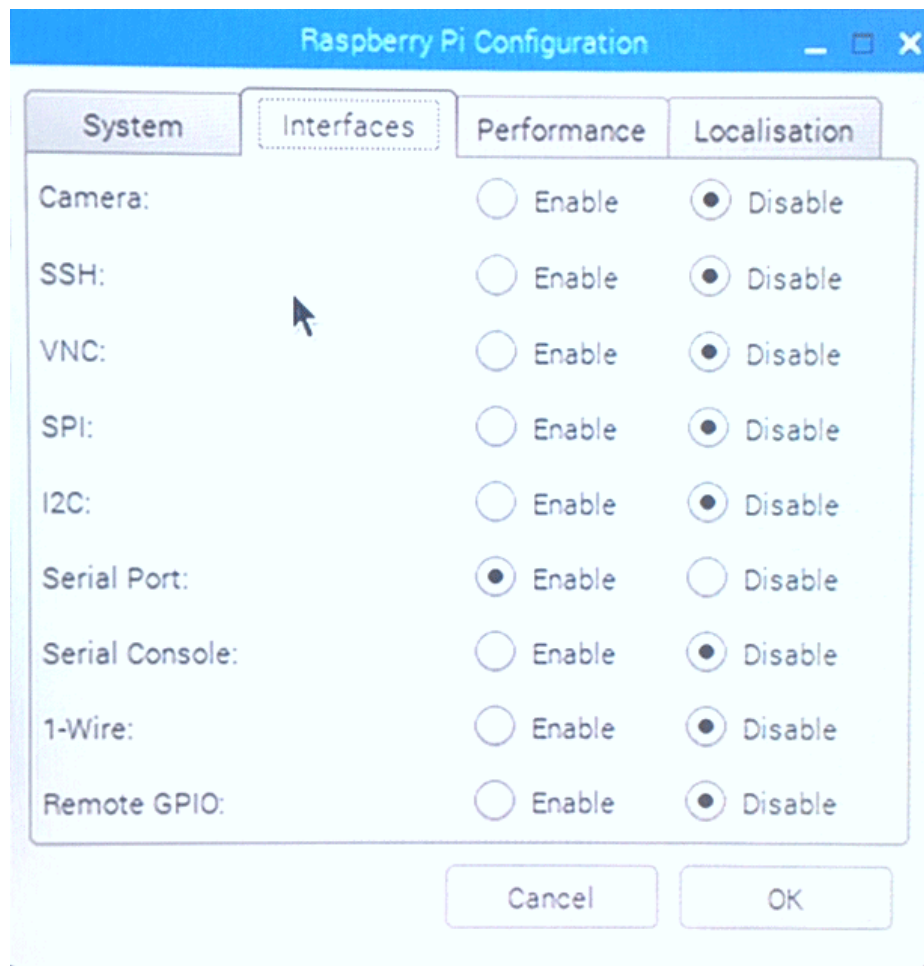 Raspberry Pi Configuration
System Interfaces Performance Localisation
Camera: Enable Disable
SSH: Enable Disable
VNC: Enable Disable
SPI: Enable Disable
I2C: Enable Disable
Serial Port: Enable Disable
Serial Console: Enable Disable
1-Wire: Enable Disable
Remote GPIO: Enable Disable
Cancel OK